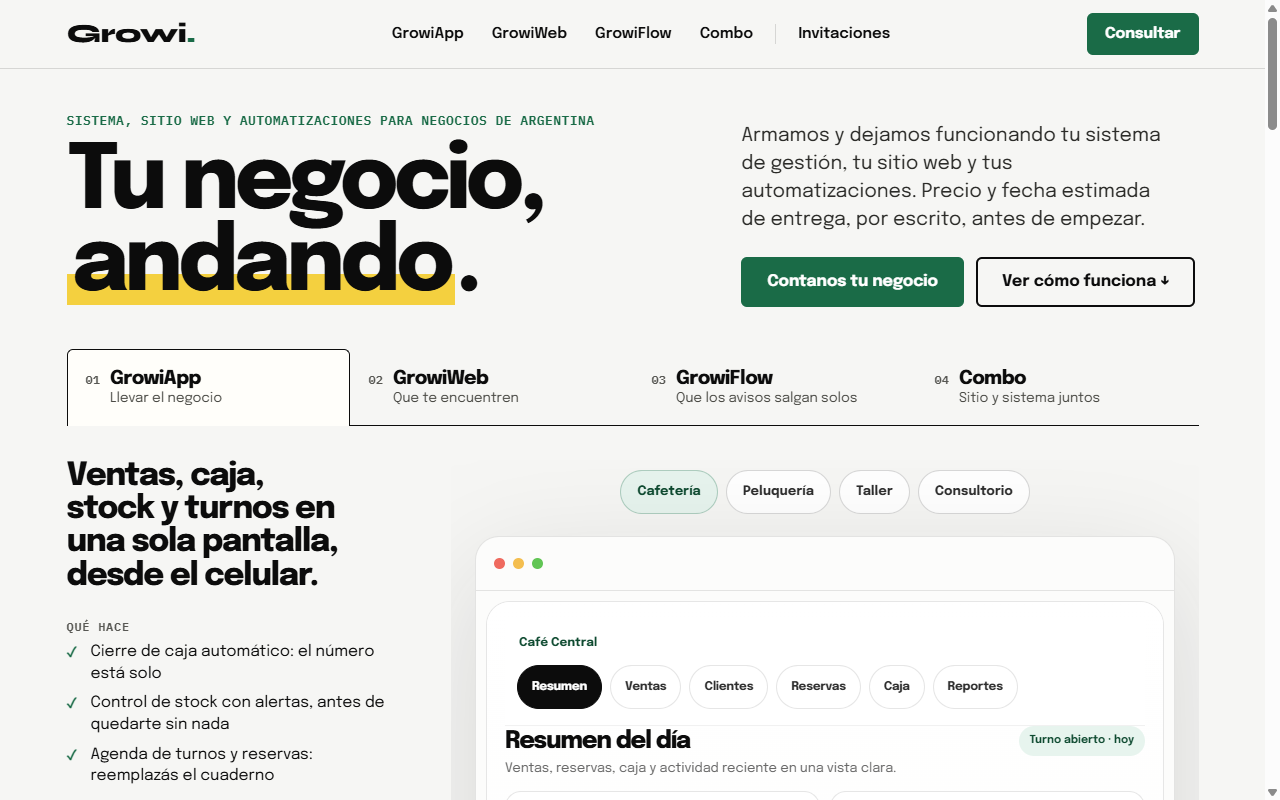 Growi.
GrowiApp
GrowiWeb
GrowiFlow
Combo
Invitaciones
Consultar
SISTEMA, SITIO WEB Y AUTOMATIZACIONES PARA NEGOCIOS DE ARGENTINA
Tu negocio,
andando.
Armamos y dejamos funcionando tu sistema
de gestión, tu sitio web y tus
automatizaciones. Precio y fecha estimada
de entrega, por escrito, antes de empezar.
Contanos tu negocio
Ver cómo funciona ↓
01 GrowiApp
Llevar el negocio
02 GrowiWeb
Que te encuentren
03 GrowiFlow
Que los avisos salgan solos
04 Combo
Sitio y sistema juntos
Ventas, caja,
stock y turnos en
una sola pantalla,
desde el celular.
QUÉ HACE
✓ Cierre de caja automático: el número
está solo
✓ Control de stock con alertas, antes de
quedarte sin nada
✓ Agenda de turnos y reservas:
reemplazás el cuaderno
Cafetería
Peluquería
Taller
Consultorio
Café Central
Resumen
Ventas
Clientes
Reservas
Caja
Reportes
Resumen del día
Turno abierto · hoy
Ventas, reservas, caja y actividad reciente en una vista clara.